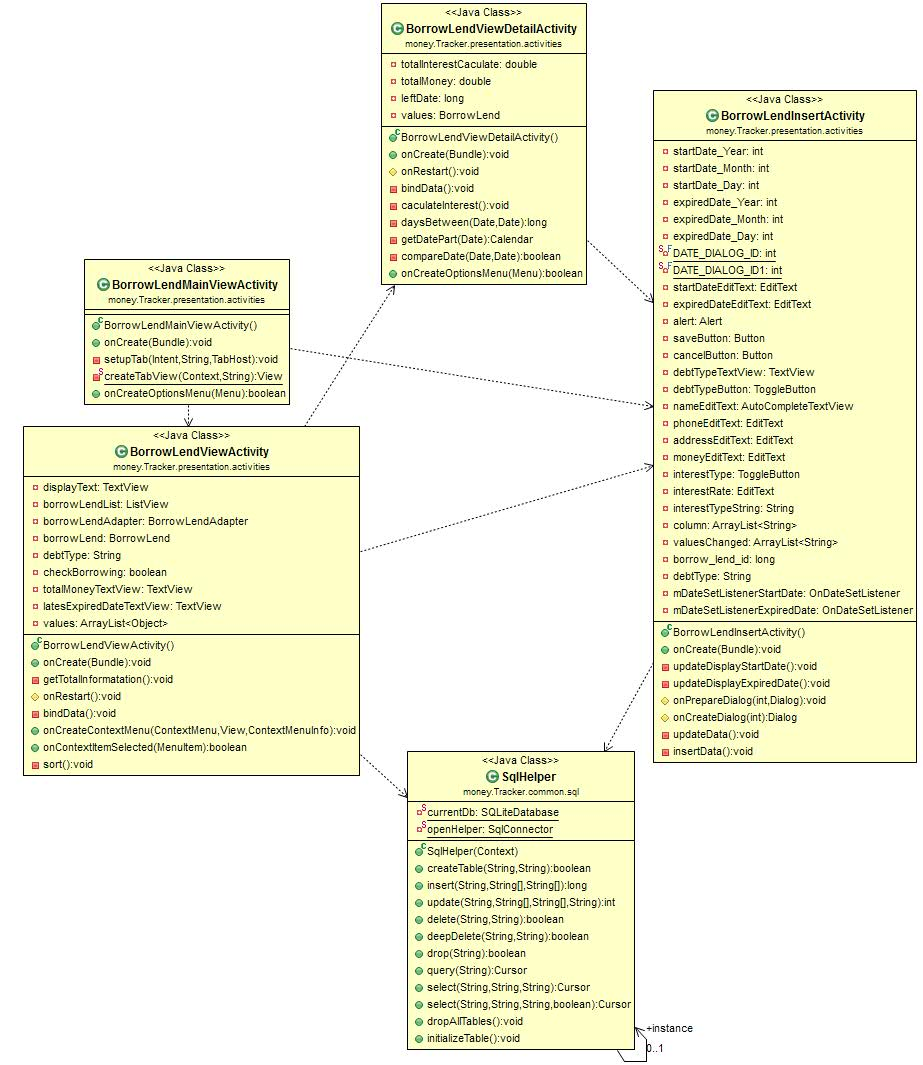 <<Java Class>>
BorrowLendViewDetailActivity
money.Tracker.presentation.activities
totalInterestCaculate: double
totalMoney: double
leftDate: long
values: BorrowLend
BorrowLendViewDetailActivity()
onCreate(Bundle):void
onRestart():void
bindData():void
caculateInterest():void
daysBetween(Date,Date):long
getDatePart(Date):Calendar
compareDate(Date,Date):boolean
onCreateOptionsMenu(Menu):boolean
<<Java Class>>
BorrowLendInsertActivity
money.Tracker.presentation.activities
startDate_Year: int
startDate_Month: int
startDate_Day: int
expiredDate_Year: int
expiredDate_Month: int
expiredDate_Day: int
DATE_DIALOG_ID: int
DATE_DIALOG_ID1: int
startDateEditText: EditText
expiredDateEditText: EditText
alert: Alert
saveButton: Button
cancelButton: Button
debtTypeTextView: TextView
debtTypeButton: ToggleButton
nameEditText: AutoCompleteTextView
phoneEditText: EditText
addressEditText: EditText
moneyEditText: EditText
interestType: ToggleButton
interestRate: EditText
interestTypeString: String
column: ArrayList<String>
valuesChanged: ArrayList<String>
borrow_lend_id: long
debtType: String
mDateSetListenerStartDate: OnDateSetListener
mDateSetListenerExpiredDate: OnDateSetListener
BorrowLendInsertActivity()
onCreate(Bundle):void
updateDisplayStartDate():void
updateDisplayExpiredDate():void
onPrepareDialog(int,Dialog):void
onCreateDialog(int):Dialog
updateData():void
insertData():void
<<Java Class>>
BorrowLendMainViewActivity
money.Tracker.presentation.activities
BorrowLendMainViewActivity()
onCreate(Bundle):void
setupTab(Intent,String,TabHost):void
createTabView(Context,String):View
onCreateOptionsMenu(Menu):boolean
<<Java Class>>
BorrowLendViewActivity
money.Tracker.presentation.activities
displayText: TextView
borrowLendList: ListView
borrowLendAdapter: BorrowLendAdapter
borrowLend: BorrowLend
debtType: String
checkBorrowing: boolean
totalMoneyTextView: TextView
latesExpiredDateTextView: TextView
values: ArrayList<Object>
BorrowLendViewActivity()
onCreate(Bundle):void
getTotalInformatation():void
onRestart():void
bindData():void
onCreateContextMenu(ContextMenu,View,ContextMenuInfo):void
onContextItemSelected(MenuItem):boolean
sort():void
<<Java Class>>
SqlHelper
money.Tracker.common.sql
currentDb: SQLiteDatabase
openHelper: SqlConnector
SqlHelper(Context)
createTable(String,String):boolean
insert(String,String[],String[]):long
update(String,String[],String[],String):int
delete(String,String):boolean
deepDelete(String,String):boolean
drop(String):boolean
query(String):Cursor
select(String,String,String):Cursor
select(String,String,String,boolean):Cursor
dropAllTables():void
initializeTable():void
+instance
0..1